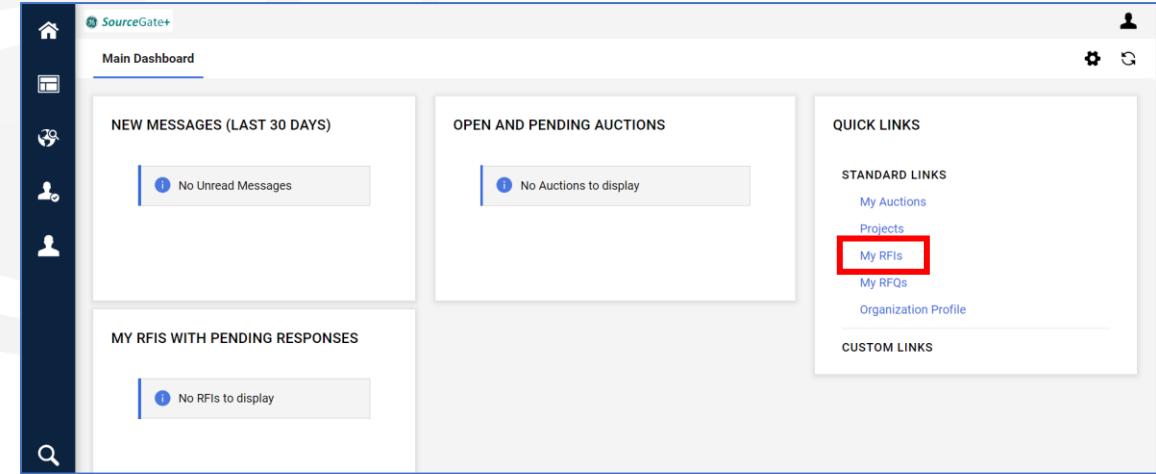 SourceGate+
Main Dashboard
NEW MESSAGES (LAST 30 DAYS)
No Unread Messages
OPEN AND PENDING AUCTIONS
No Auctions to display
QUICK LINKS
STANDARD LINKS
My Auctions
Projects
My RFIs
My RFQs
Organization Profile
CUSTOM LINKS
MY RFIS WITH PENDING RESPONSES
No RFIs to display